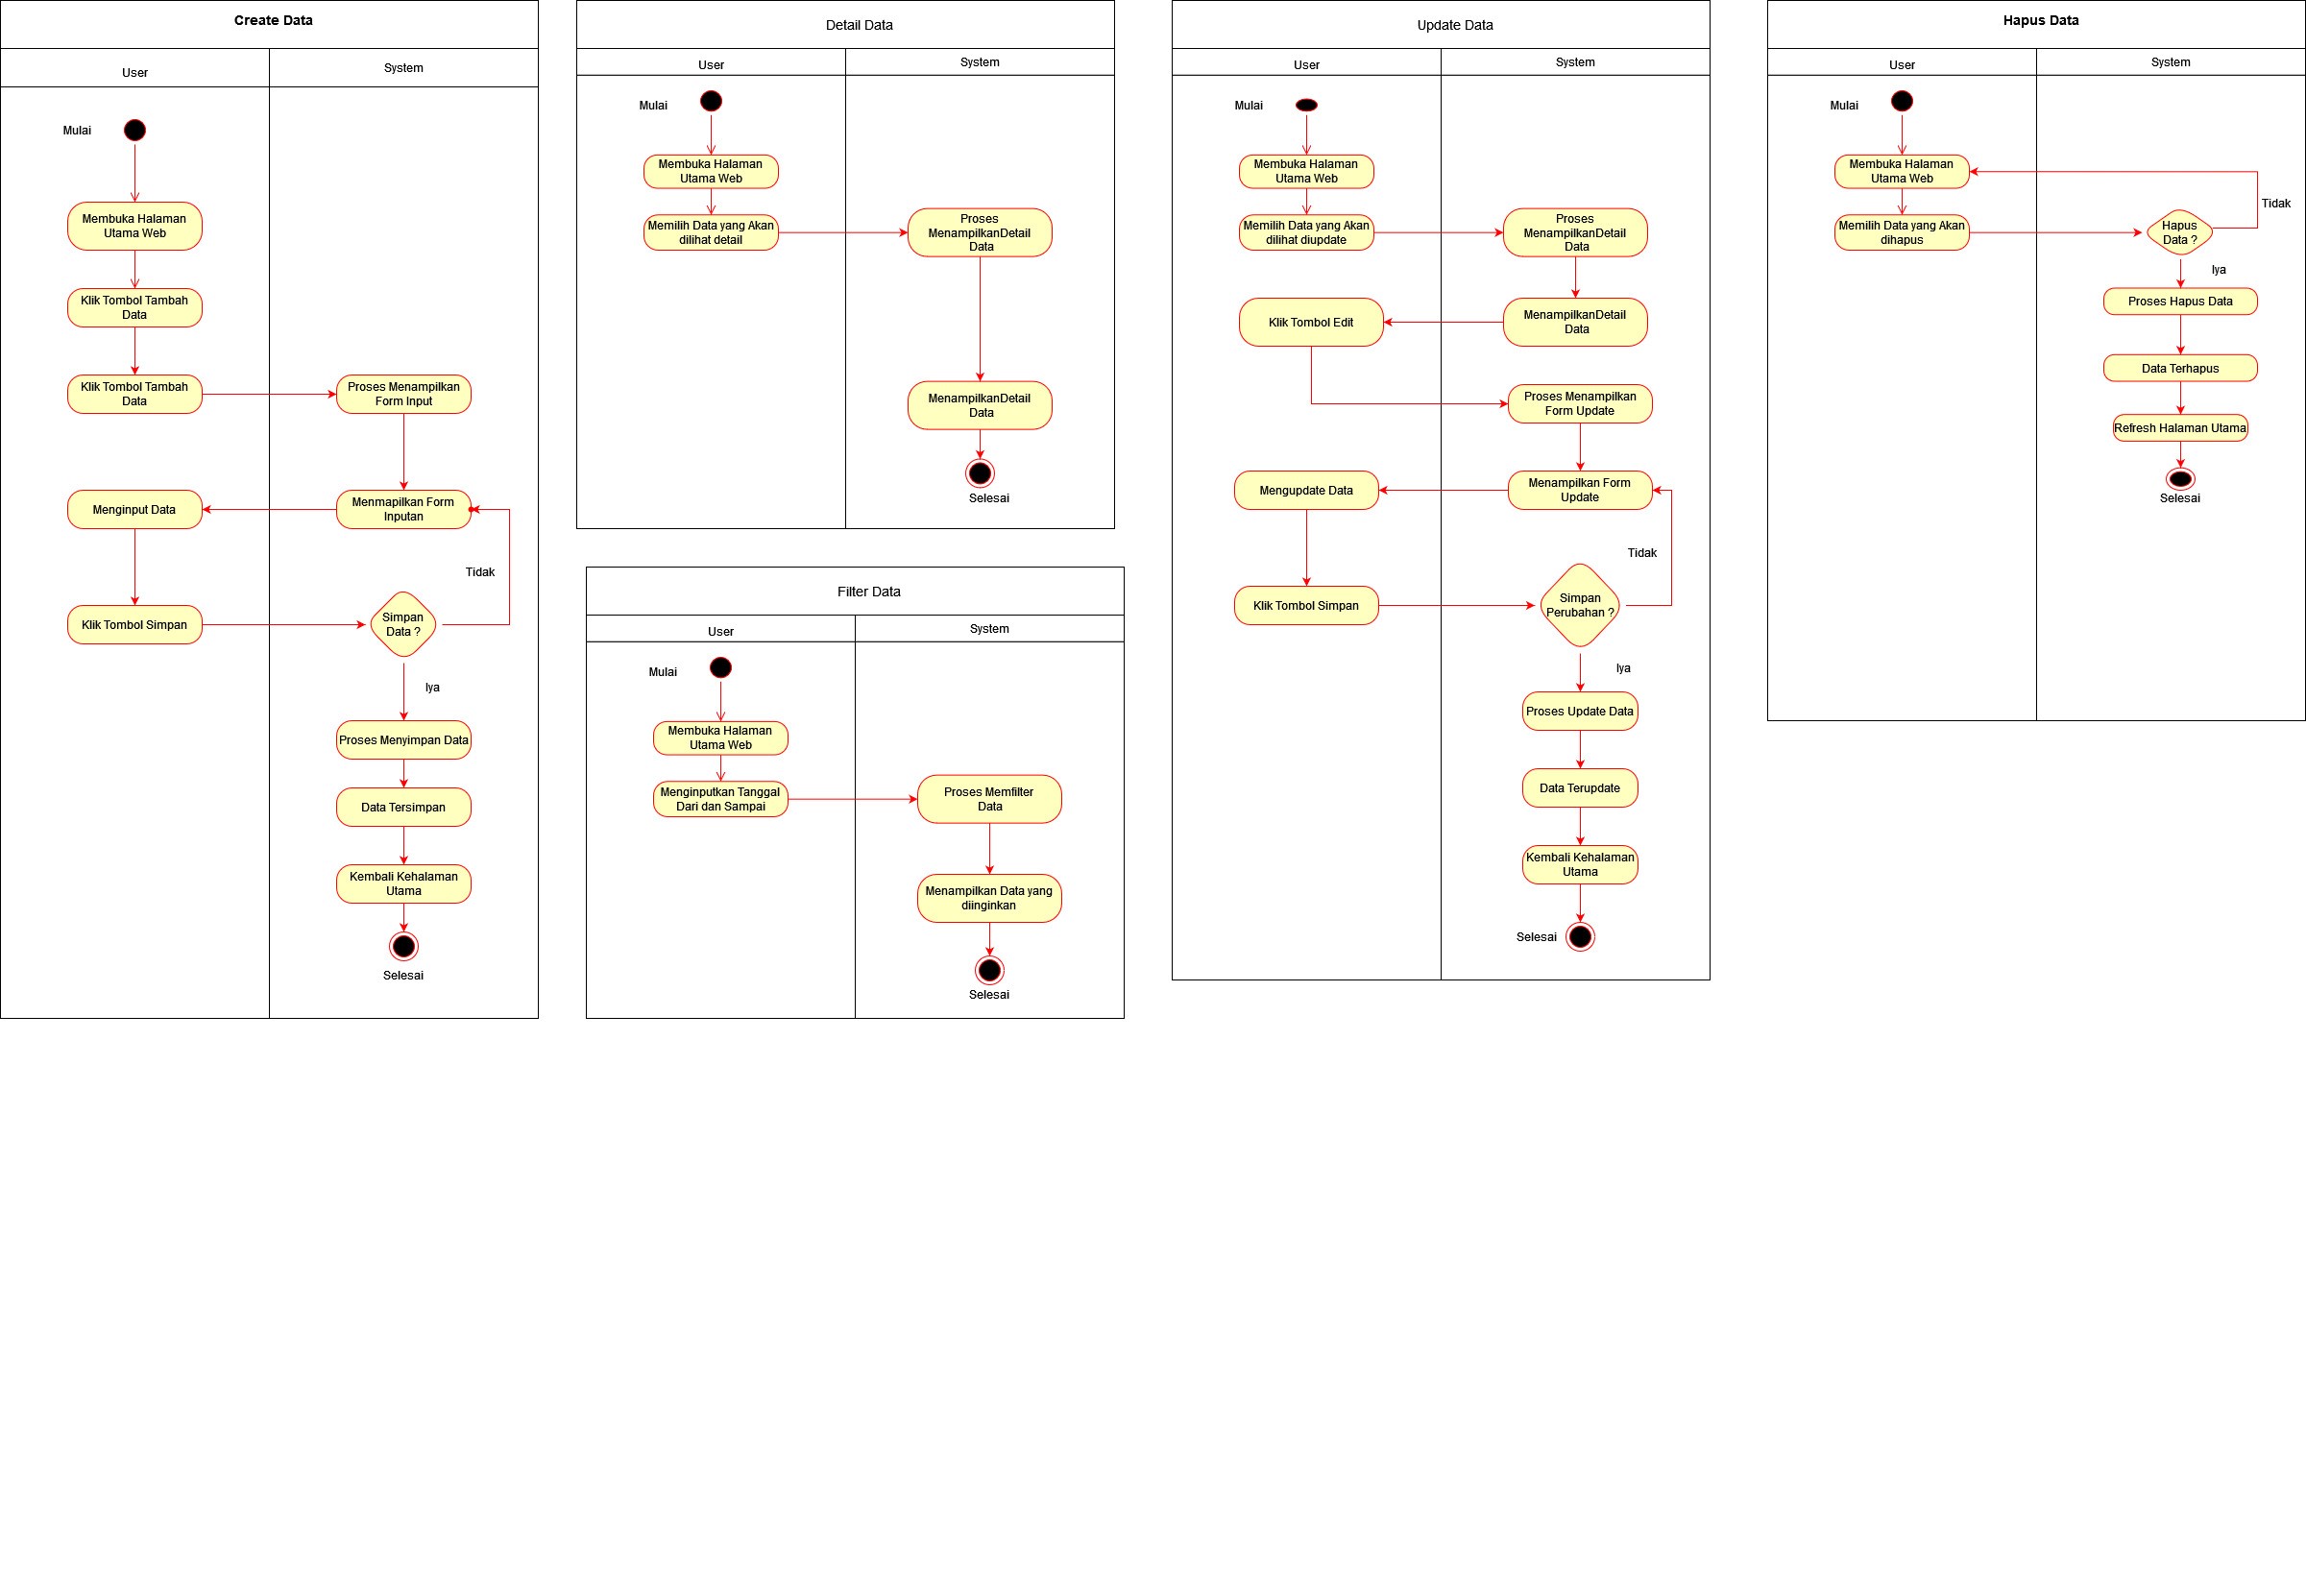 Create Data
User
System
Mulai
Membuka Halaman
Utama Web
Klik Tombol Tambah
Data
Klik Tombol Tambah
Data
Proses Menampilkan
Form Input
Menginput Data
Menmapilkan Form
Inputan
Tidak
Klik Tombol Simpan
Simpan
Data ?
Iya
Proses Menyimpan Data
Data Tersimpan
Kembali Kehalaman
Utama
Selesai
Detail Data
User
System
Mulai
Membuka Halaman
Utama Web
Memilih Data yang Akan
dilihat detail
Proses
MenampilkanDetail
Data
MenampilkanDetail
Data
Selesai
Filter Data
User
System
Mulai
Membuka Halaman
Utama Web
Menginputkan Tanggal
Dari dan Sampai
Proses Memfilter
Data
Menampilkan Data yang
diinginkan
Selesai
Update Data
User
System
Mulai
Membuka Halaman
Utama Web
Memilih Data yang Akan
dilihat diupdate
Proses
MenampilkanDetail
Data
Klik Tombol Edit
MenampilkanDetail
Data
Proses Menampilkan
Form Update
Mengupdate Data
Menampilkan Form
Update
Tidak
Klik Tombol Simpan
Simpan
Perubahan ?
Iya
Proses Update Data
Data Terupdate
Kembali Kehalaman
Utama
Selesai
Hapus Data
User
System
Mulai
Membuka Halaman
Utama Web
Tidak
Memilih Data yang Akan
dihapus
Hapus
Data ?
Iya
Proses Hapus Data
Data Terhapus
Refresh Halaman Utama
Selesai